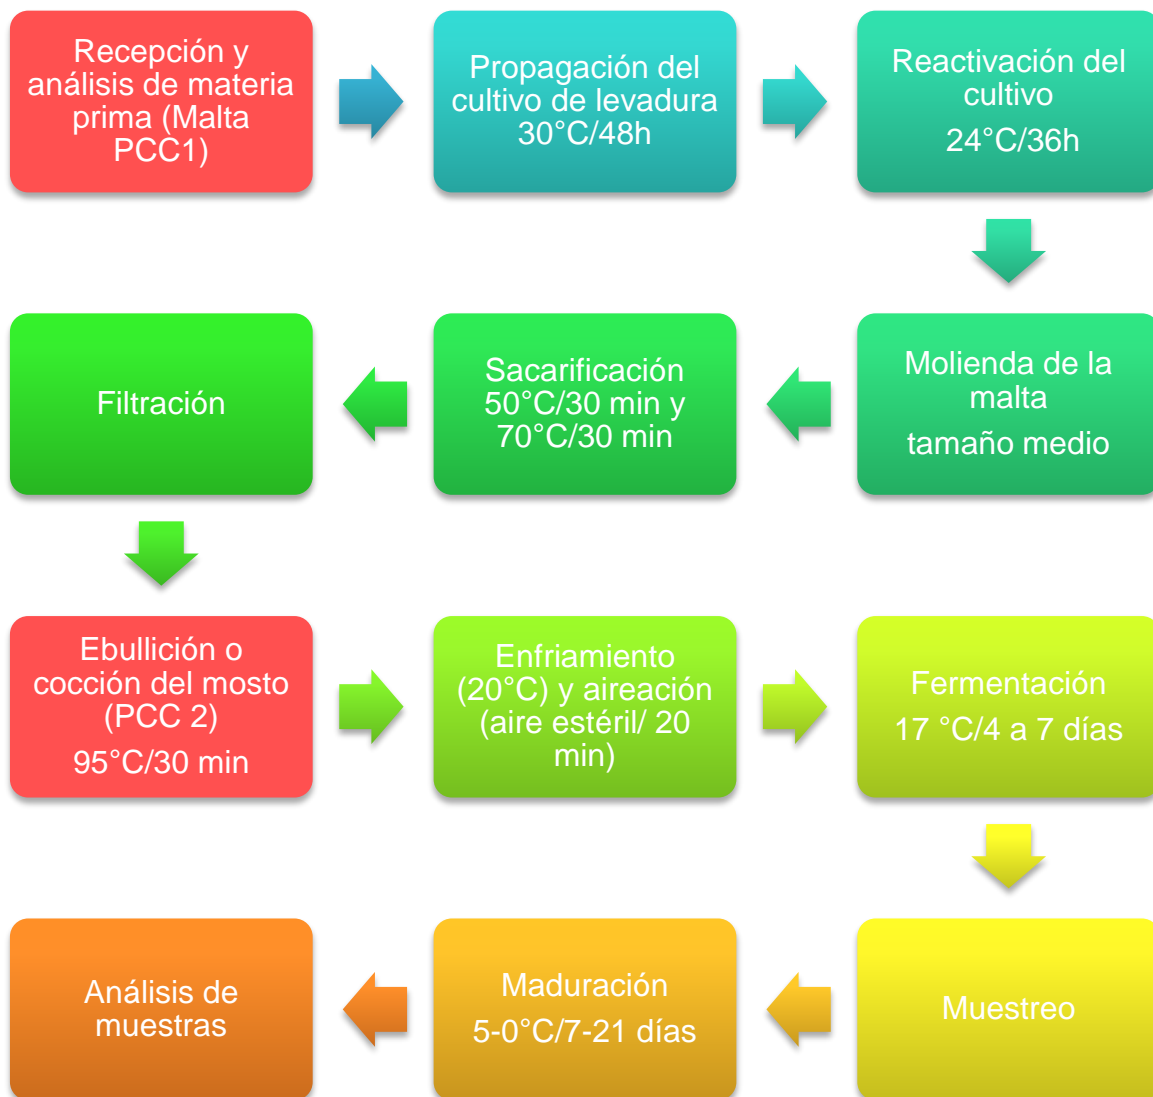 Recepción y
análisis de materia
prima (Malta
PCC1)
Propagación del
cultivo de levadura
30°C/48h
Reactivación del
cultivo
24°C/36h
Molienda de la
malta
tamaño medio
Sacarificación
50°C/30 min y
70°C/30 min
Filtración
Ebullición o
cocción del mosto
(PCC 2)
95°C/30 min
Enfriamiento
(20°C) y aireación
(aire estéril/ 20
min)
Fermentación
17 °C/4 a 7 días
Muestreo
Maduración
5-0°C/7-21 días
Análisis de
muestras